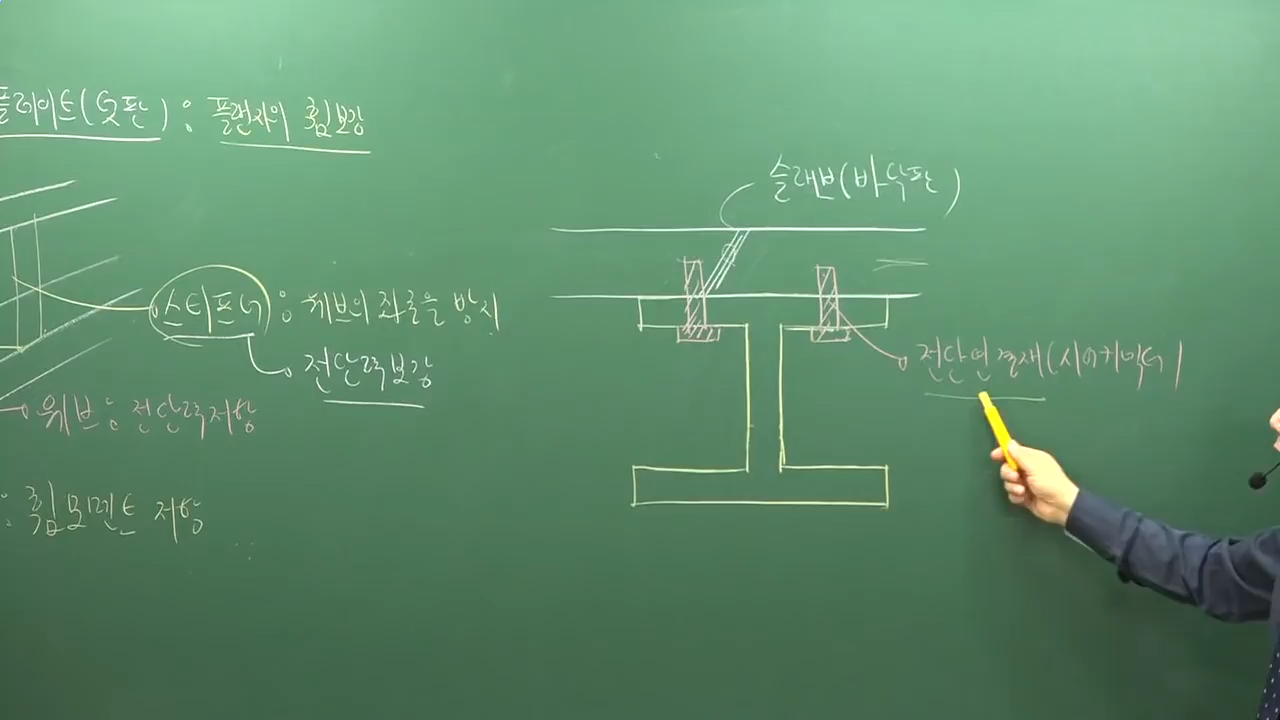 플레이트(덧판) : 플랜지의 휨보강
스티프너 : 웨브의 좌굴을 방지
전단력보강
웨브 : 전단력저항
: 휨모멘트 저항
슬래브(바닥판)
전단연결재(시어커넥터)